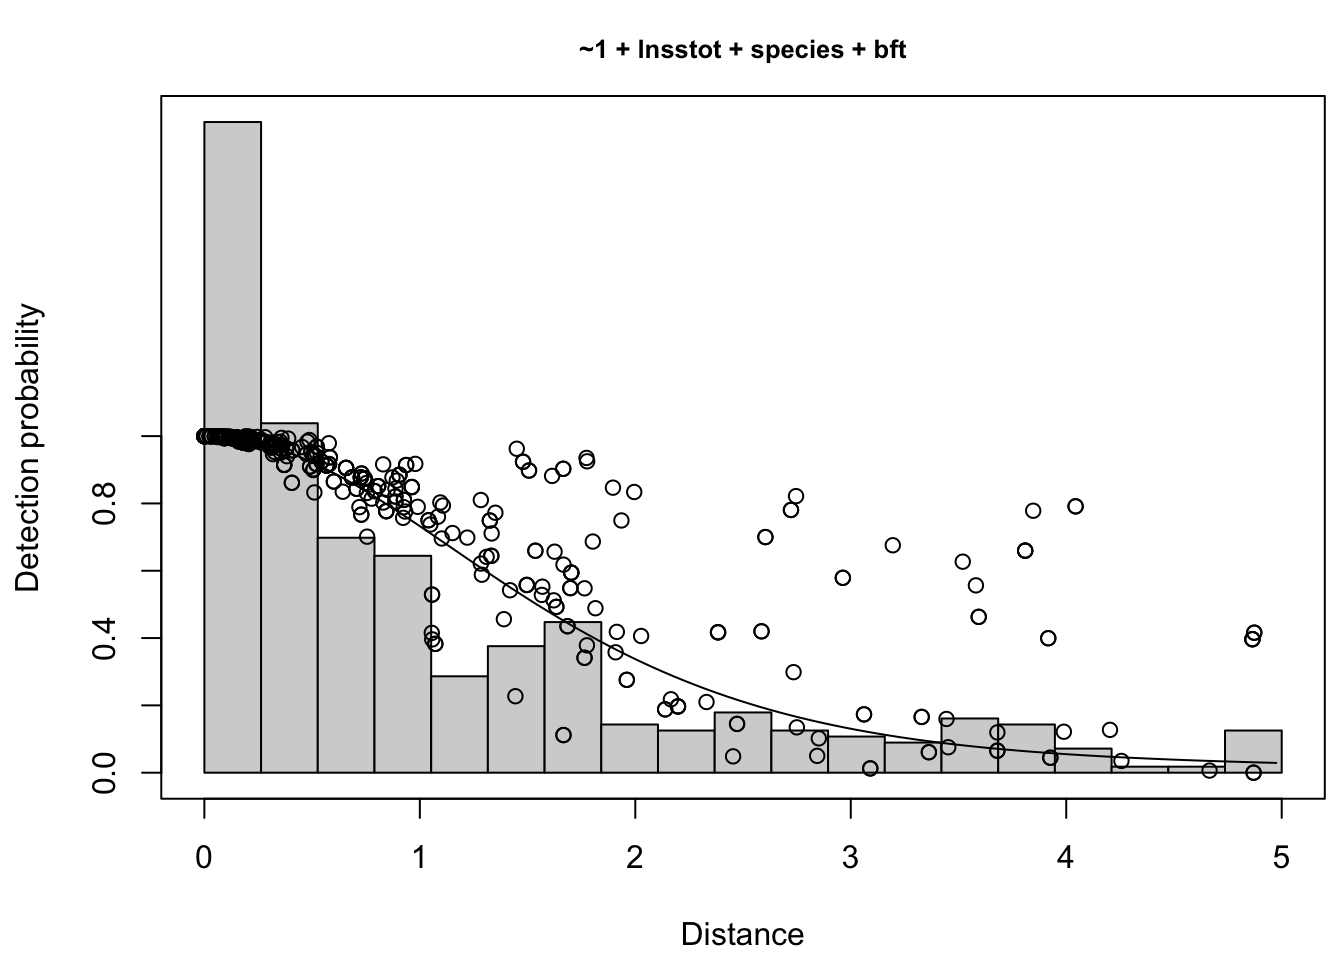 ~1 + lnsstot + species + bft
Detection probability
0.8
0.4
0.0
0 1 2 3 4 5
Distance